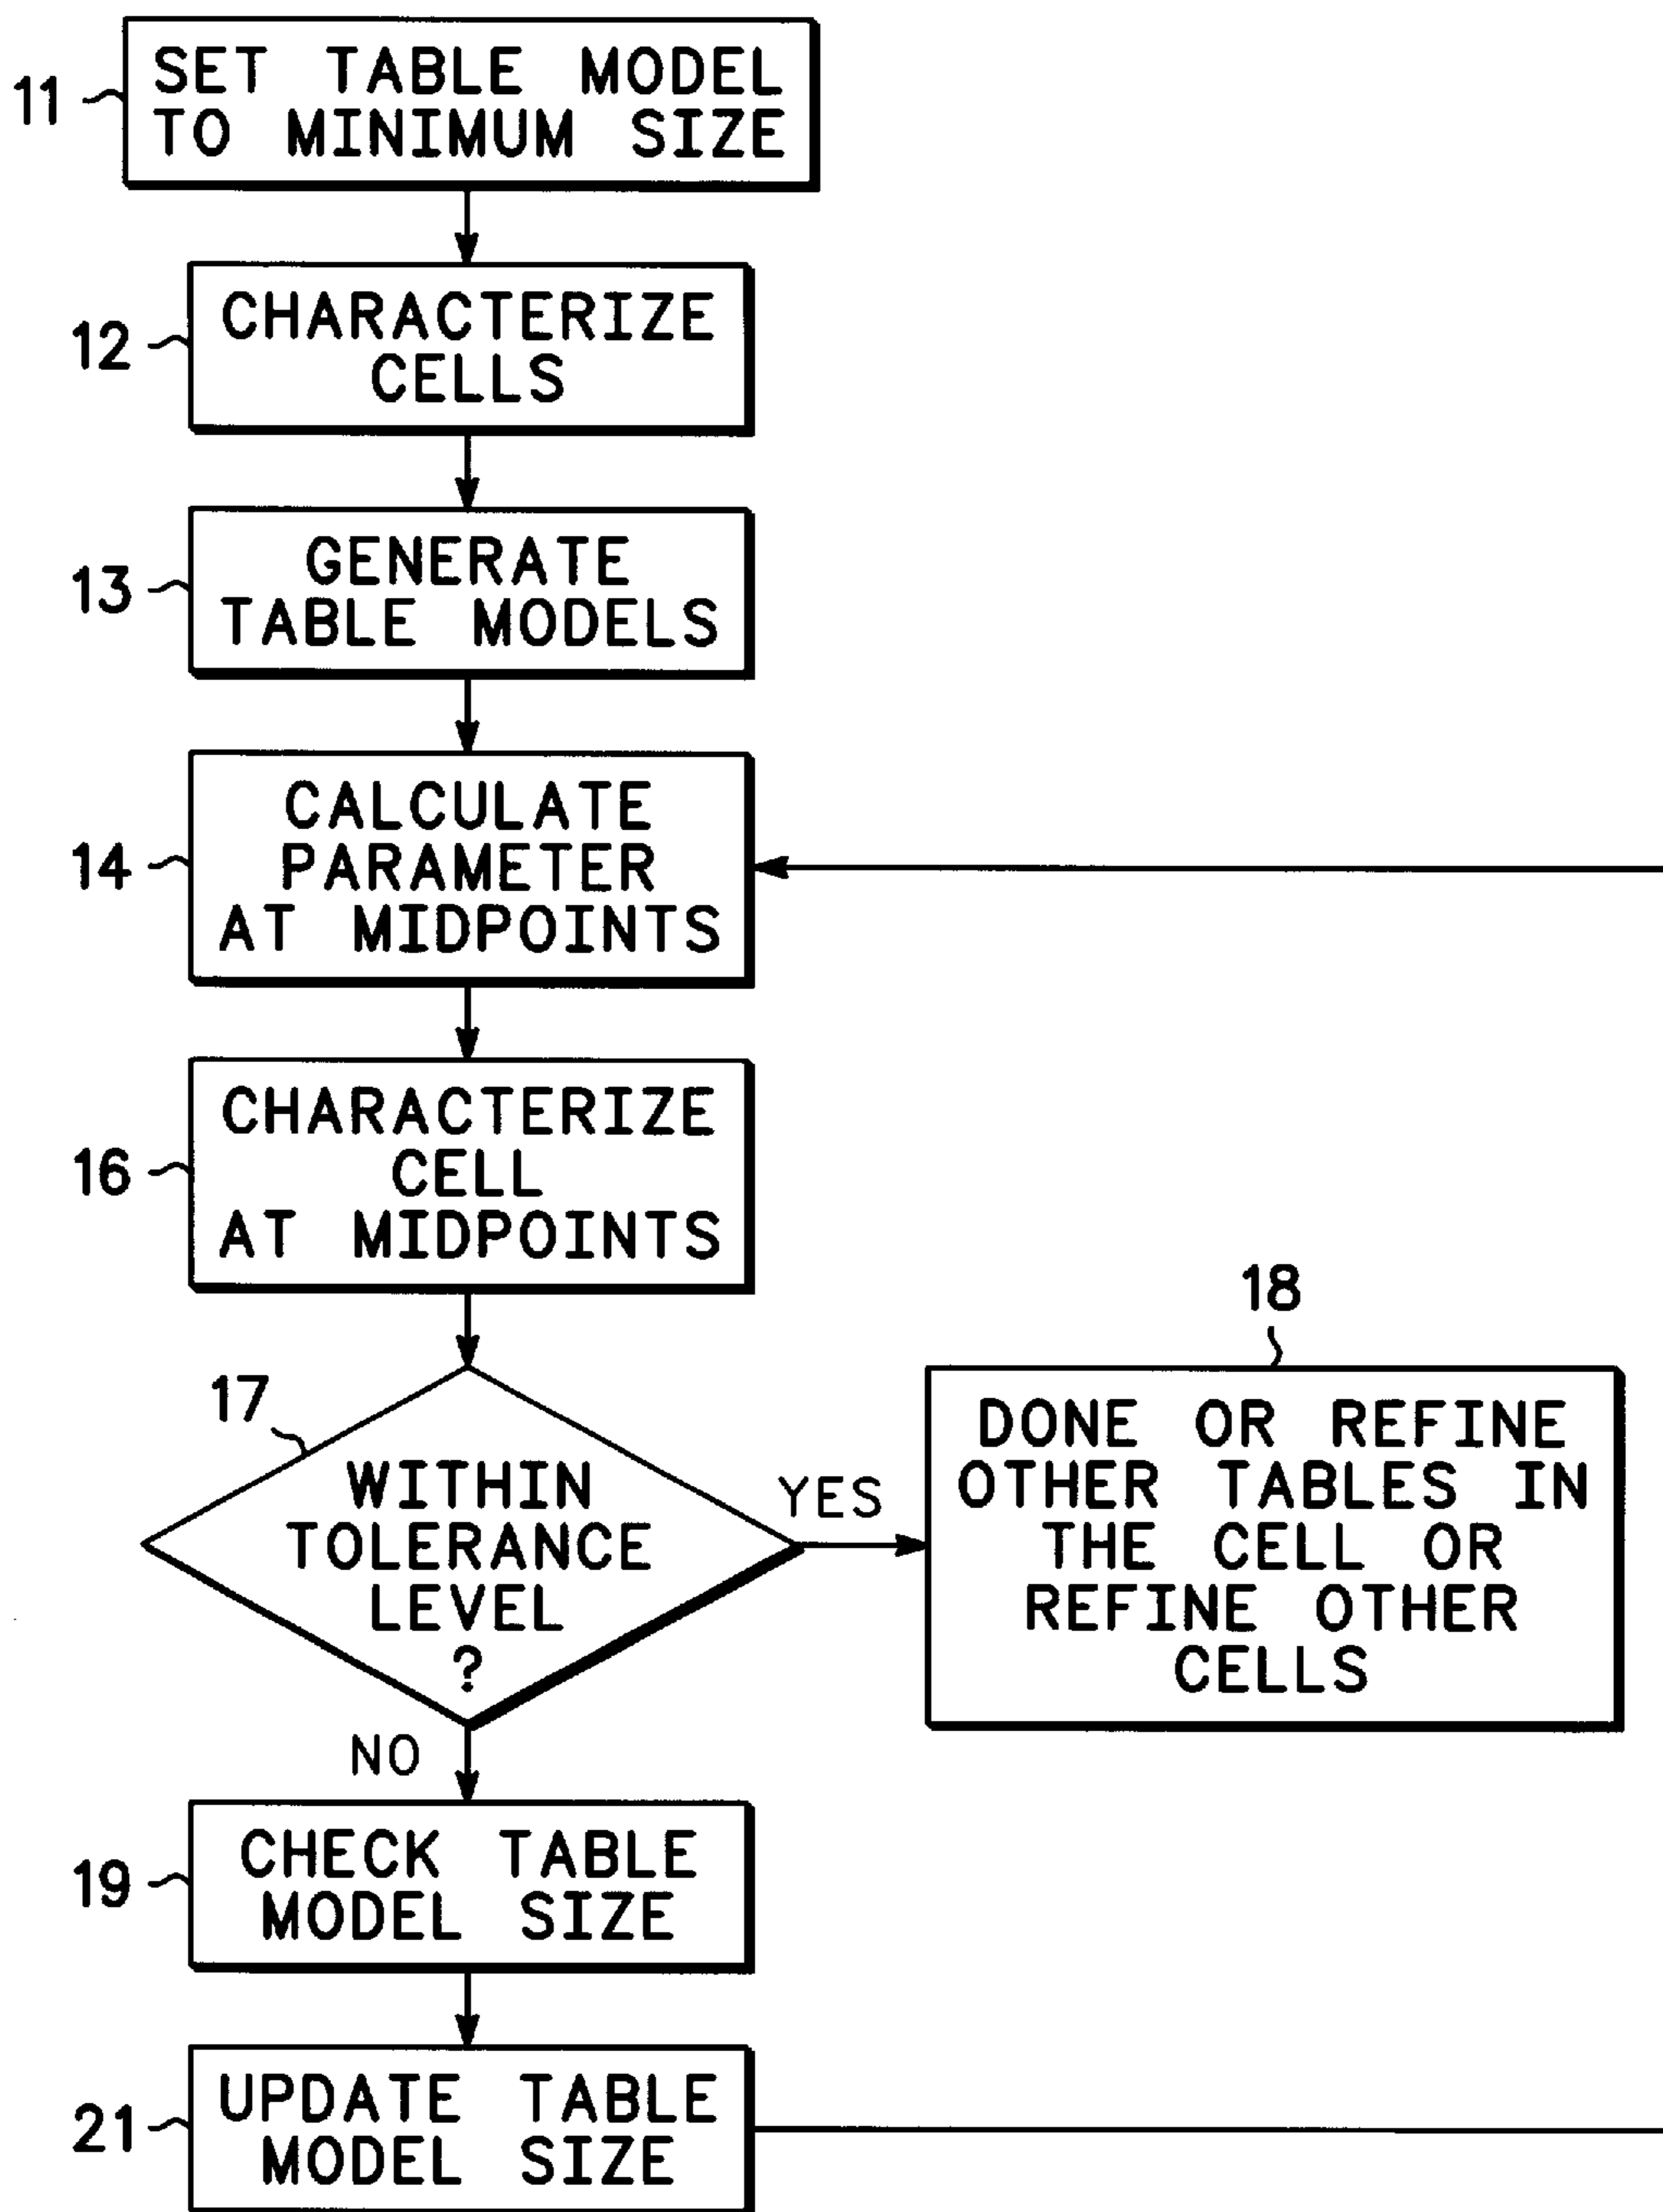 11
SET TABLE MODEL
TO MINIMUM SIZE
12
CHARACTERIZE
CELLS
13
GENERATE
TABLE MODELS
14
CALCULATE
PARAMETER
AT MIDPOINTS
16
CHARACTERIZE
CELL
AT MIDPOINTS
17
WITHIN
TOLERANCE
LEVEL
?
YES
18
DONE OR REFINE
OTHER TABLES IN
THE CELL OR
REFINE OTHER
CELLS
NO
19
CHECK TABLE
MODEL SIZE
21
UPDATE TABLE
MODEL SIZE